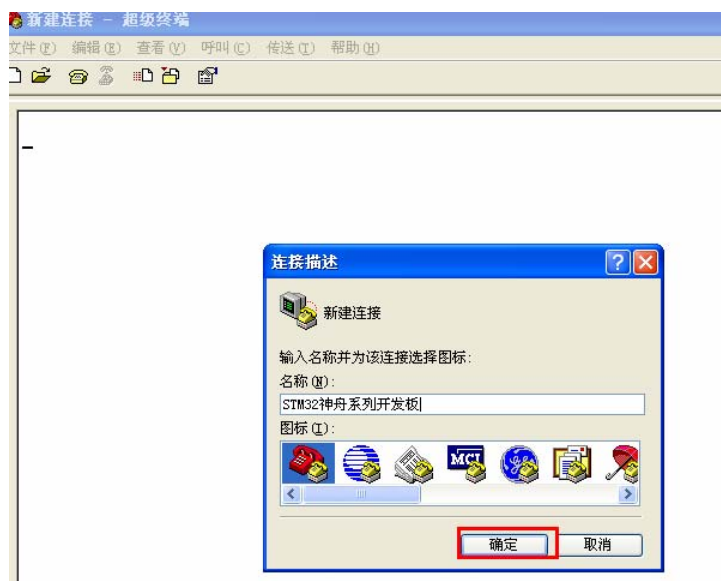 新建连接 - 超级终端
文件(F) 编辑(E) 查看(V) 呼叫(C) 传送(T) 帮助(H)
连接描述
新建连接
输入名称并为该连接选择图标:
名称(N):
STM32神舟系列开发板
图标(I):
MCI
确定 取消